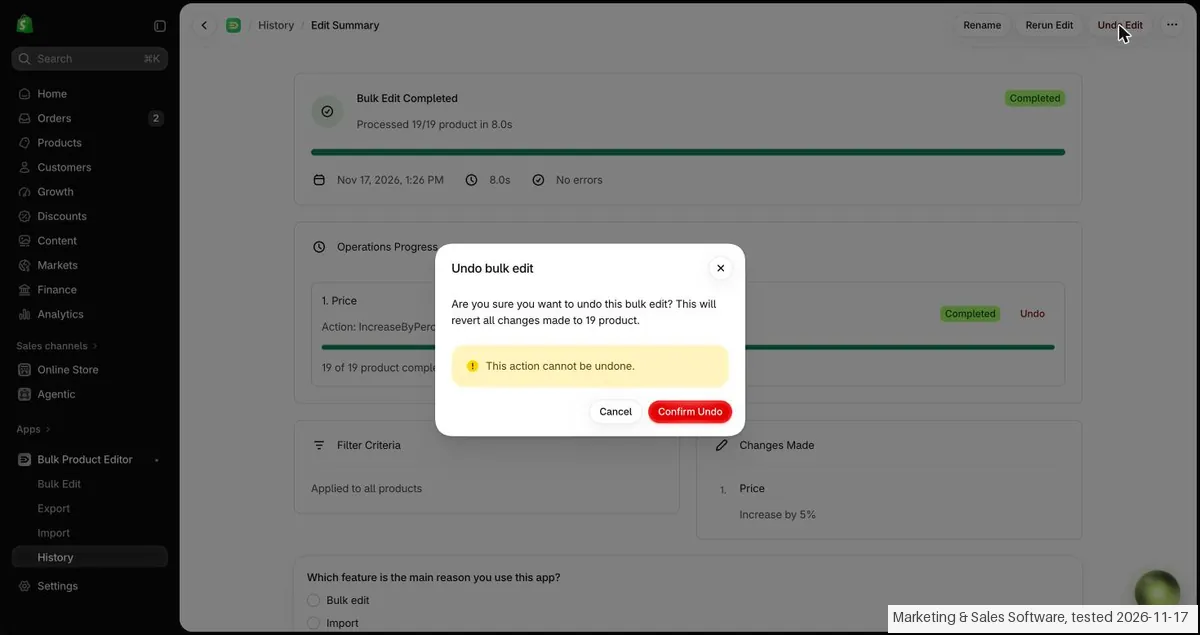 History / Edit Summary
Rename
Rerun Edit
Undo Edit
Search
⌘K
Home
Orders
2
Products
Customers
Growth
Discounts
Content
Markets
Finance
Analytics
Sales channels
Online Store
Agentic
Apps
Bulk Product Editor
Bulk Edit
Export
Import
History
Settings
Bulk Edit Completed
Completed
Processed 19/19 product in 8.0s
Nov 17, 2026, 1:26 PM
8.0s
No errors
Operations Progress
1. Price
Action: IncreaseByPerc
Completed
Undo
19 of 19 product comple
Undo bulk edit
Are you sure you want to undo this bulk edit? This will
revert all changes made to 19 product.
This action cannot be undone.
Cancel
Confirm Undo
Filter Criteria
Applied to all products
Changes Made
1. Price
Increase by 5%
Which feature is the main reason you use this app?
Bulk edit
Import
Marketing & Sales Software, tested 2026-11-17